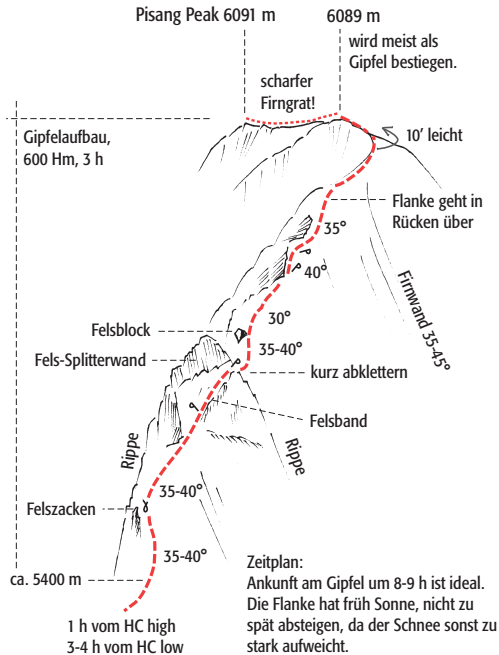 Pisang Peak 6091 m
6089 m
wird meist als
Gipfel bestiegen.
scharfer
Firngrat!
Gipfelaufbau,
600 Hm, 3 h
10' leicht
Flanke geht in
Rücken über
35°
40°
Firnwand 35-45°
30°
Felsblock
35-40°
Fels-Splitterwand
kurz abklettern
Felsband
Rippe
Rippe
35-40°
Felszacken
35-40°
ca. 5400 m
1 h vom HC high
3-4 h vom HC low
Zeitplan:
Ankunft am Gipfel um 8-9 h ist ideal.
Die Flanke hat früh Sonne, nicht zu
spät absteigen, da der Schnee sonst zu
stark aufweicht.